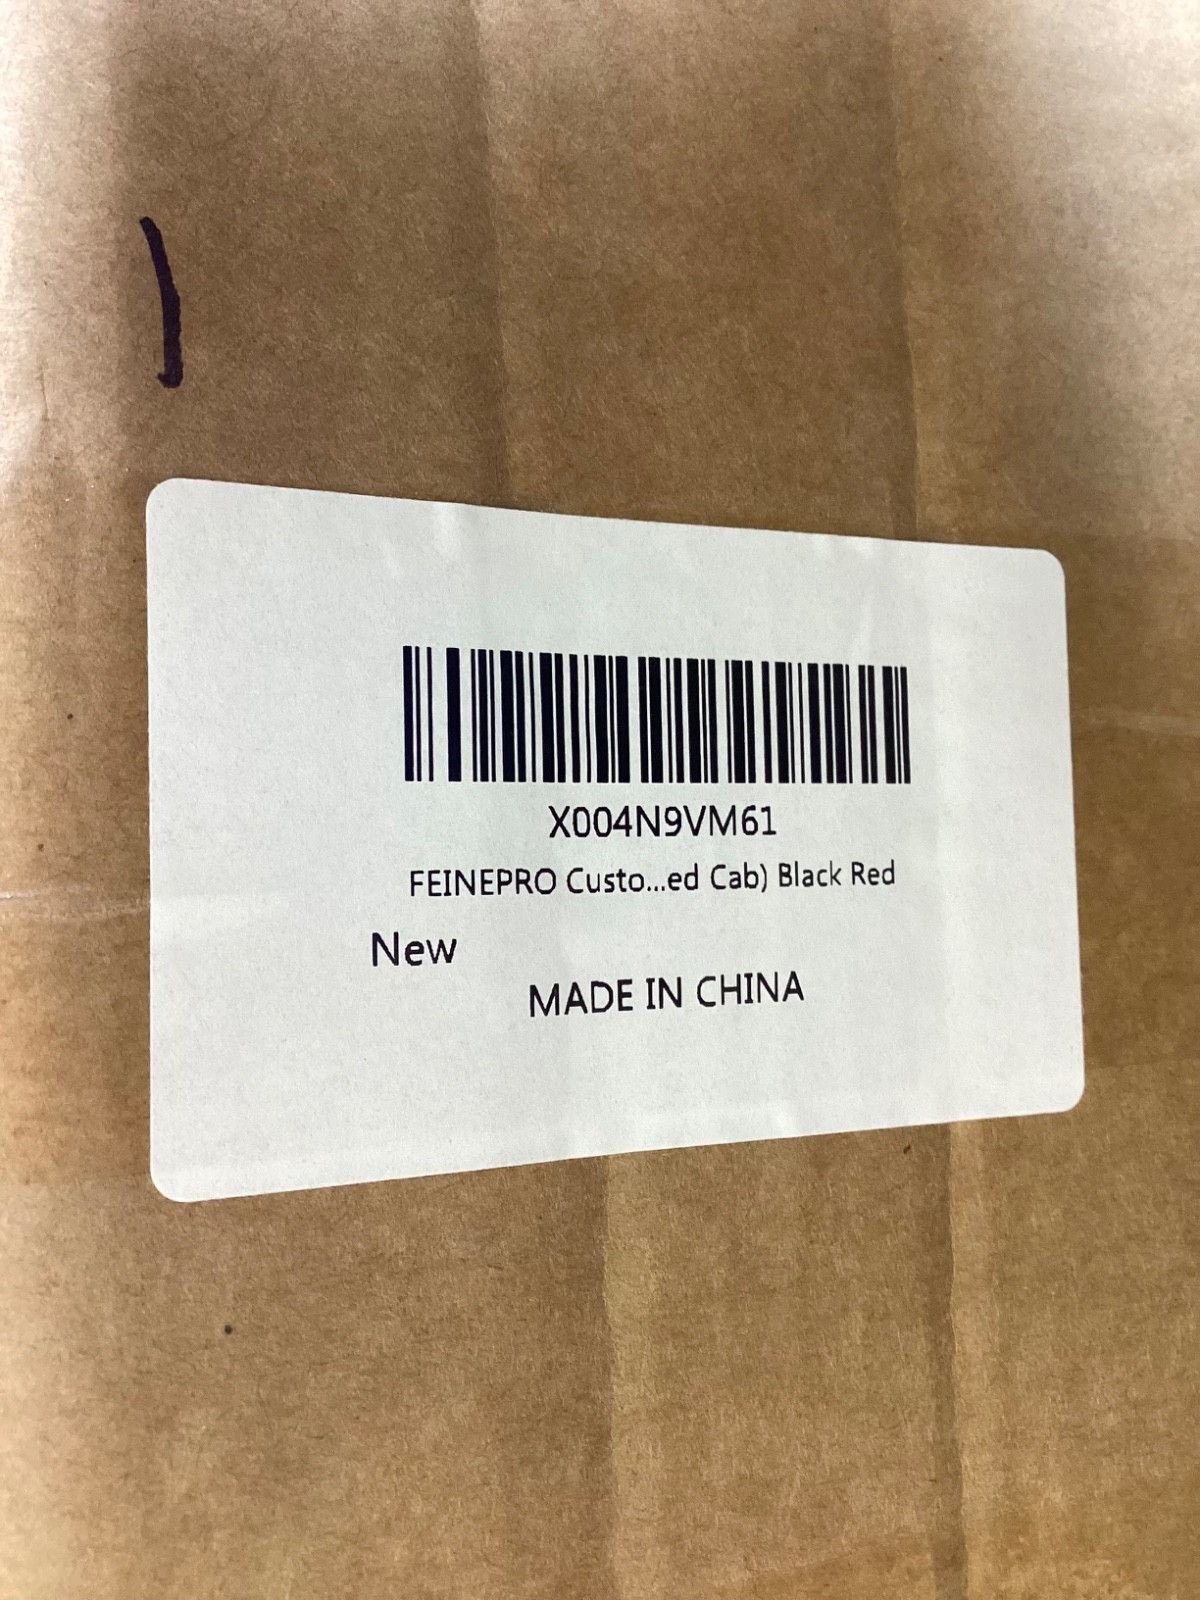 X004N9VM61
FEINEPRO Custo...ed Cab) Black Red
New
MADE IN CHINA